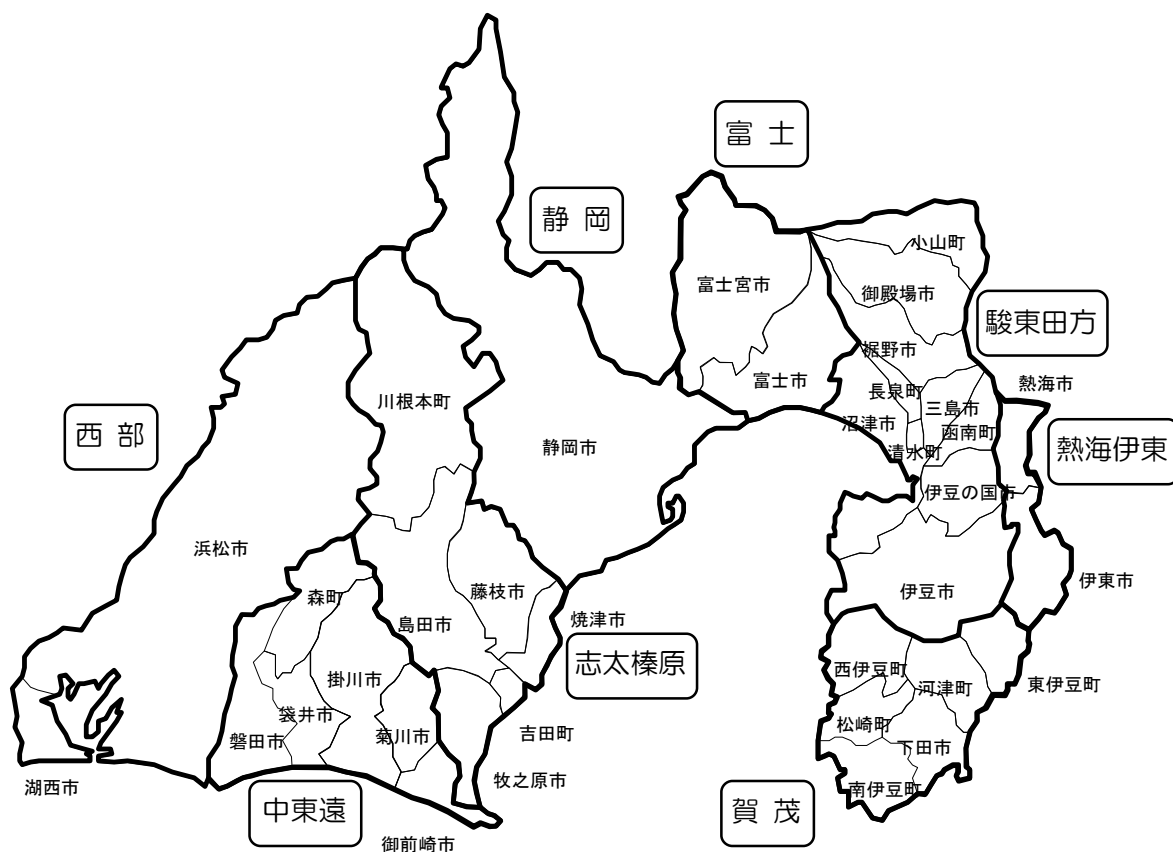 富 士
静 岡
小山町
富士宮市
御殿場市
駿東田方
裾野市
富士市
熱海市
長泉町
川根本町
三島市
西 部
沼津市
函南町
静岡市
清水町
熱海伊東
伊豆の国市
浜松市
伊東市
藤枝市
伊豆市
森町
焼津市
島田市
志太榛原
西伊豆町
掛川市
東伊豆町
河津町
袋井市
松崎町
菊川市
吉田町
磐田市
下田市
牧之原市
湖西市
南伊豆町
中東遠
賀 茂
御前崎市